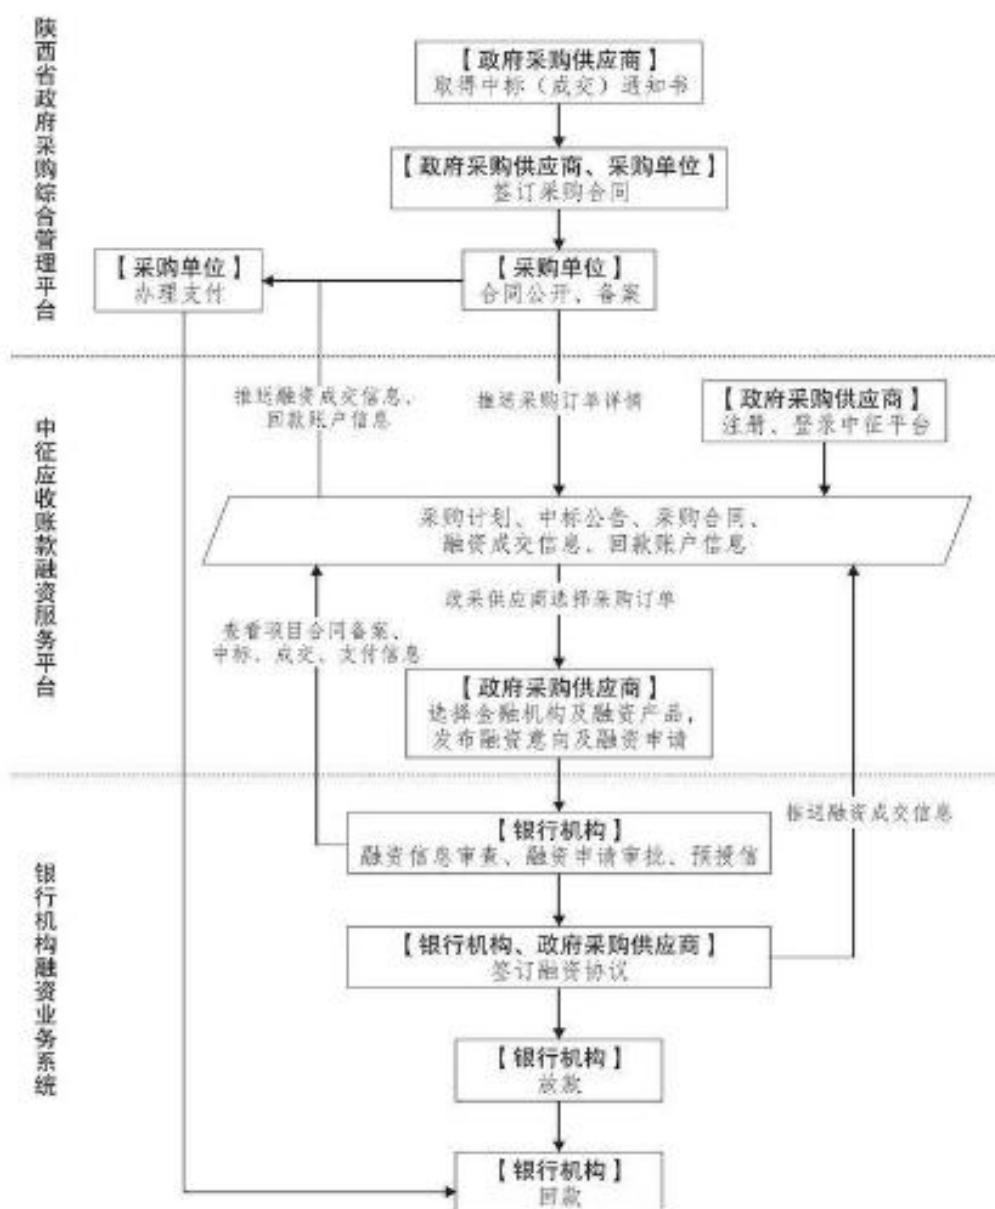 陕西省政府采购综合管理平台
【政府采购供应商】
取得中标（成交）通知书
【政府采购供应商、采购单位】
签订采购合同
【采购单位】
办理支付
【采购单位】
合同公开、备案
中征应收账款融资服务平台
推送融资成交信息、
回款账户信息
推送采购订单详情
【政府采购供应商】
注册、登录中征平台
采购计划、中标公告、采购合同、
融资成交信息、回款账户信息
政采供应商选择采购订单
查看项目合同备案、
中标、成交、支付信息
【政府采购供应商】
选择金融机构及融资产品，
发布融资意向及融资申请
银行机构融资业务系统
【银行机构】
融资信息审查、融资申请审批、预授信
推送融资成交信息
【银行机构、政府采购供应商】
签订融资协议
【银行机构】
放款
【银行机构】
回款